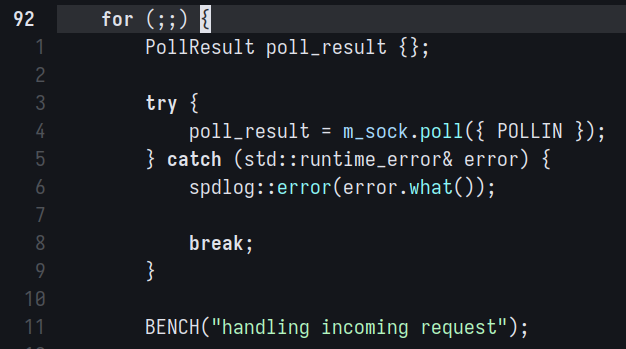 92 for (;;) {
1 PollResult poll_result {};
2
3 try {
4 poll_result = m_sock.poll({ POLLIN });
5 } catch (std::runtime_error& error) {
6 spdlog::error(error.what());
7
8 break;
9 }
10
11 BENCH("handling incoming request");